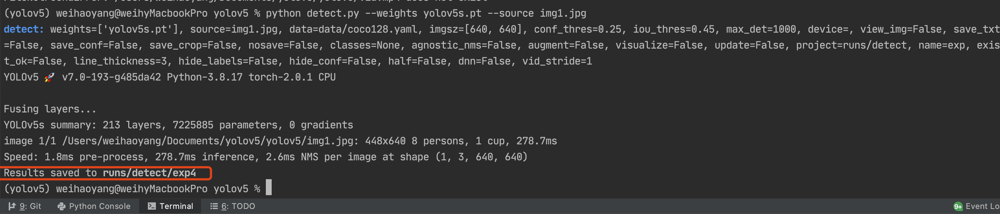 (yolov5) weihaoyang@weihyMacbookPro yolov5 % python detect.py --weights yolov5s.pt --source img1.jpg
detect: weights=['yolov5s.pt'], source=img1.jpg, data=data/coco128.yaml, imgsz=[640, 640], conf_thres=0.25, iou_thres=0.45, max_det=1000, device=, view_img=False, save_txt
=False, save_conf=False, save_crop=False, nosave=False, classes=None, agnostic_nms=False, augment=False, visualize=False, update=False, project=runs/detect, name=exp, exis
t_ok=False, line_thickness=3, hide_labels=False, hide_conf=False, half=False, dnn=False, vid_stride=1
YOLOv5 🚀 v7.0-193-g485da42 Python-3.8.17 torch-2.0.1 CPU
Fusing layers...
YOLOv5s summary: 213 layers, 7225885 parameters, 0 gradients
image 1/1 /Users/weihaoyang/Documents/yolov5/yolov5/img1.jpg: 448x640 8 persons, 1 cup, 278.7ms
Speed: 1.8ms pre-process, 278.7ms inference, 2.6ms NMS per image at shape (1, 3, 640, 640)
Results saved to runs/detect/exp4
(yolov5) weihaoyang@weihyMacbookPro yolov5 %
9: Git Python Console Terminal 6: TODO 9+ Event Lo